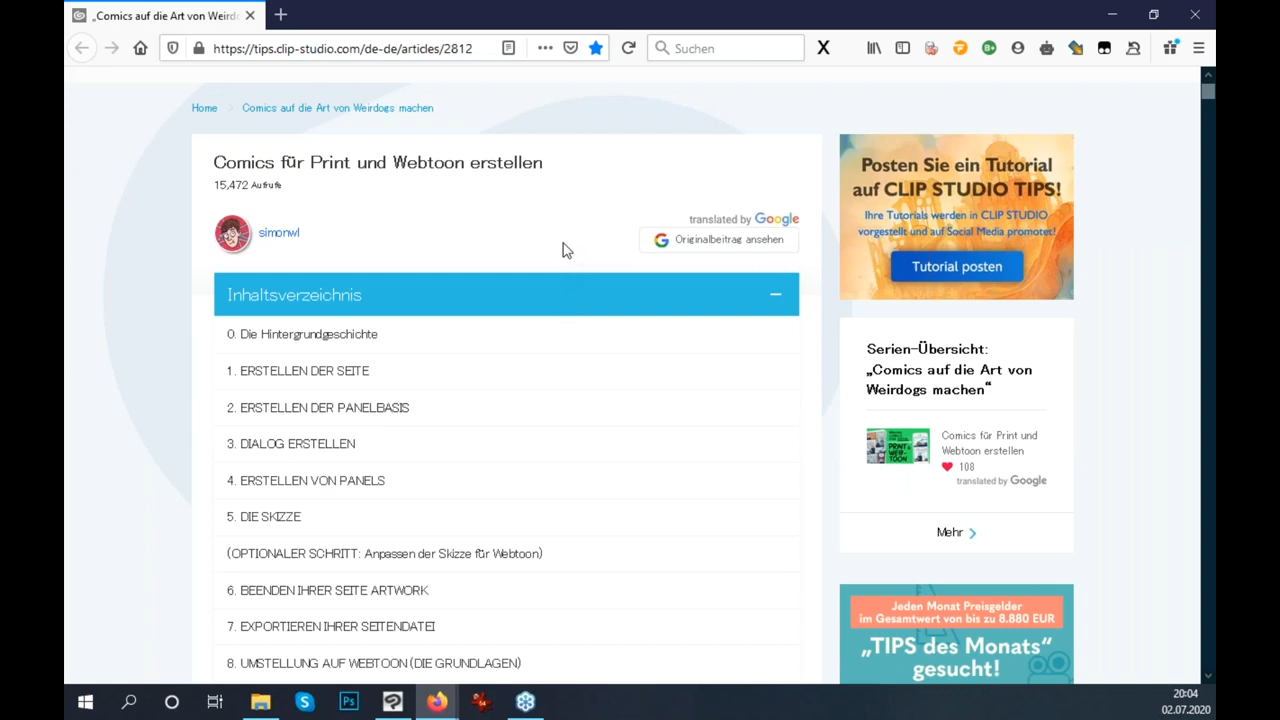 „Comics auf die Art von Weirdo
https://tips.clip-studio.com/de-de/articles/2812
Suchen
Home
Comics auf die Art von Weirdogs machen
Comics für Print und Webtoon erstellen
15,472 Aufrufe
simonwl
translated by Google
Originalbeitrag ansehen
Inhaltsverzeichnis
0. Die Hintergrundgeschichte
1. ERSTELLEN DER SEITE
2. ERSTELLEN DER PANELBASIS
3. DIALOG ERSTELLEN
4. ERSTELLEN VON PANELS
5. DIE SKIZZE
(OPTIONALER SCHRITT: Anpassen der Skizze für Webtoon)
6. BEENDEN IHRER SEITE ARTWORK
7. EXPORTIEREN IHRER SEITENDATEI
8. UMSTELLUNG AUF WEBTOON (DIE GRUNDLAGEN)
Posten Sie ein Tutorial
auf CLIP STUDIO TIPS!
Ihre Tutorials werden in CLIP STUDIO
vorgestellt und auf Social Media promotet!
Tutorial posten
Serien-Übersicht:
„Comics auf die Art von
Weirdogs machen“
PRINT &
WEB-
TOON
Comics für Print und
Webtoon erstellen
108
translated by Google
Mehr
Jeden Monat Preisgelder
im Gesamtwert von bis zu 8.880 EUR
„TIPS des Monats“
gesucht!
20:04
02.07.2020